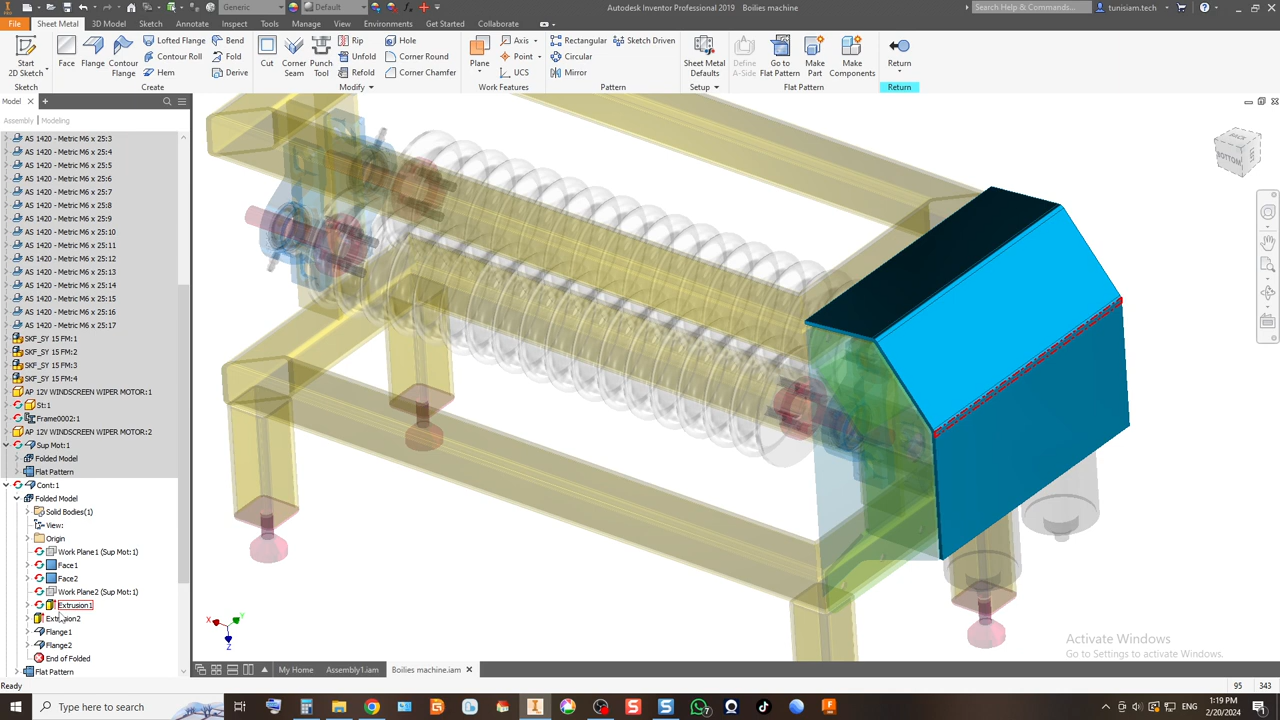 Generic
Default
Autodesk Inventor Professional 2019 Boilies machine
Search Help & Commands...
tunisiam.tech
File Sheet Metal 3D Model Sketch Annotate Inspect Tools Manage View Environments Get Started Collaborate
Start
2D Sketch
Face
Flange
Contour
Flange
Lofted Flange
Contour Roll
Hem
Bend
Fold
Derive
Cut
Corner
Seam
Punch
Tool
Rip
Unfold
Refold
Hole
Corner Round
Corner Chamfer
Plane
Axis
Point
UCS
Rectangular
Circular
Mirror
Sketch Driven
Sheet Metal
Defaults
Define
A-Side
Go to
Flat Pattern
Make
Part
Make
Components
Return
Sketch Create Modify Work Features Pattern Setup Flat Pattern Return
Model
Assembly Modeling
AS 1420 - Metric M6 x 25:3
AS 1420 - Metric M6 x 25:4
AS 1420 - Metric M6 x 25:5
AS 1420 - Metric M6 x 25:6
AS 1420 - Metric M6 x 25:7
AS 1420 - Metric M6 x 25:8
AS 1420 - Metric M6 x 25:9
AS 1420 - Metric M6 x 25:10
AS 1420 - Metric M6 x 25:11
AS 1420 - Metric M6 x 25:12
AS 1420 - Metric M6 x 25:13
AS 1420 - Metric M6 x 25:14
AS 1420 - Metric M6 x 25:15
AS 1420 - Metric M6 x 25:16
AS 1420 - Metric M6 x 25:17
SKF_SY 15 FM:1
SKF_SY 15 FM:2
SKF_SY 15 FM:3
SKF_SY 15 FM:4
AP 12V WINDSCREEN WIPER MOTOR:1
St:1
Frame0002:1
AP 12V WINDSCREEN WIPER MOTOR:2
Sup Mot:1
Folded Model
Flat Pattern
Cont:1
Folded Model
Solid Bodies(1)
View:
Origin
Work Plane1 (Sup Mot:1)
Face1
Face2
Work Plane2 (Sup Mot:1)
Extrusion1
Extrusion2
Flange1
Flange2
End of Folded
Flat Pattern
BOTTOM
X Y Z
Activate Windows
Go to Settings to activate Windows.
My Home Assembly1.iam Boilies machine.iam
Ready
95 343
Type here to search
ENG
1:19 PM
2/20/2024